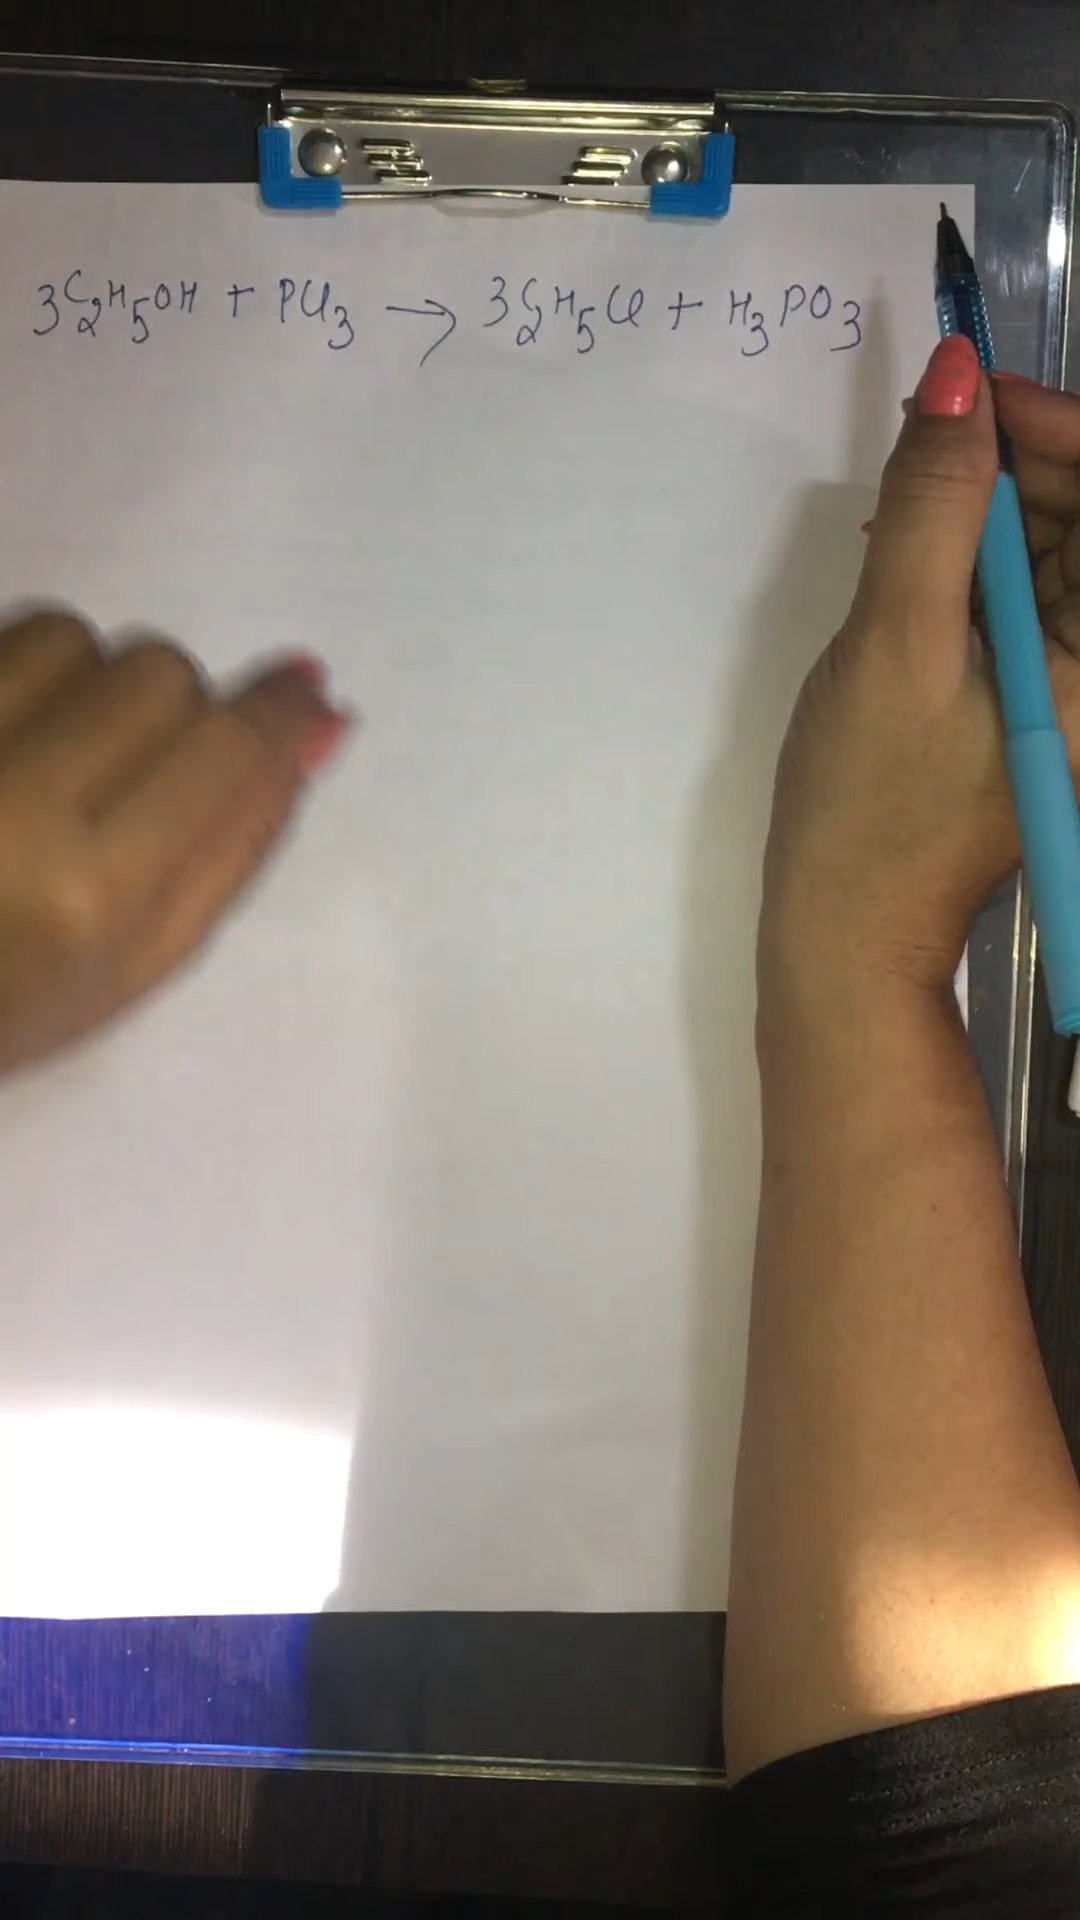 3C₂H₅OH + PCl₃ → 3C₂H₅Cl + H₃PO₃